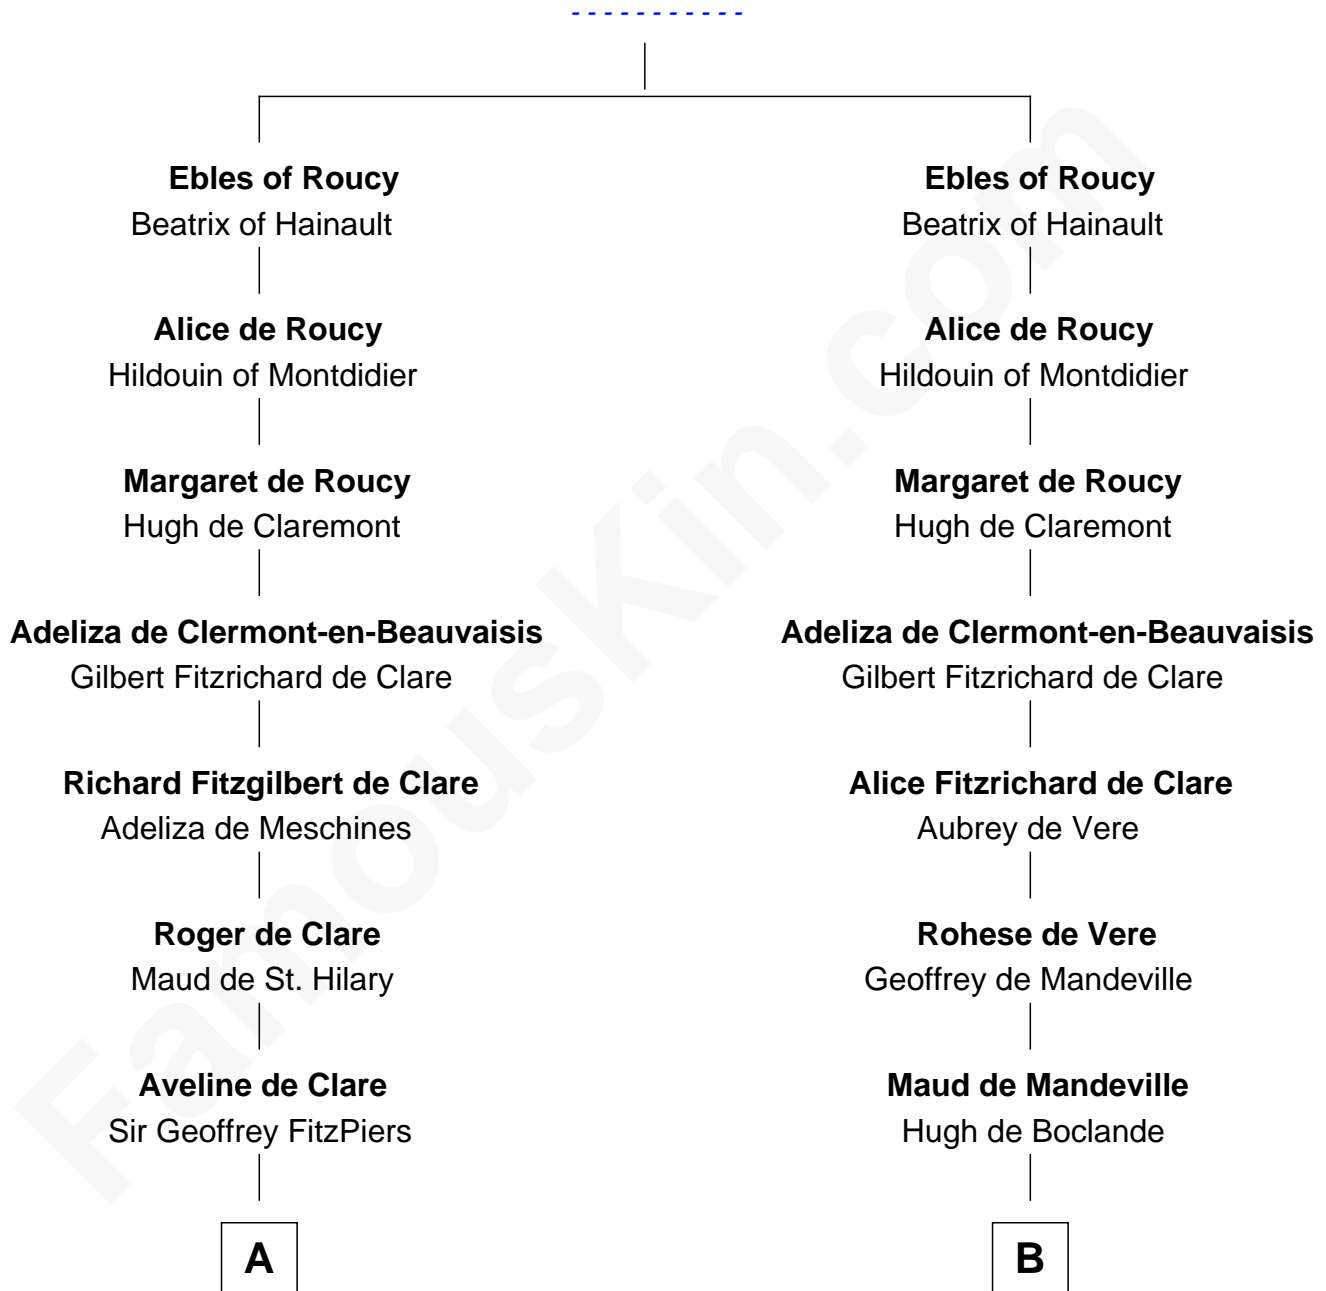 - - - - - - - - - - -
Ebles of Roucy
Beatrix of Hainault
Alice de Roucy
Hildouin of Montdidier
Margaret de Roucy
Hugh de Claremont
Adeliza de Clermont-en-Beauvaisis
Gilbert Fitzrichard de Clare
Richard Fitzgilbert de Clare
Adeliza de Meschines
Roger de Clare
Maud de St. Hilary
Aveline de Clare
Sir Geoffrey FitzPiers
A
Ebles of Roucy
Beatrix of Hainault
Alice de Roucy
Hildouin of Montdidier
Margaret de Roucy
Hugh de Claremont
Adeliza de Clermont-en-Beauvaisis
Gilbert Fitzrichard de Clare
Alice Fitzrichard de Clare
Aubrey de Vere
Rohese de Vere
Geoffrey de Mandeville
Maud de Mandeville
Hugh de Boclande
B
FamousKin.com